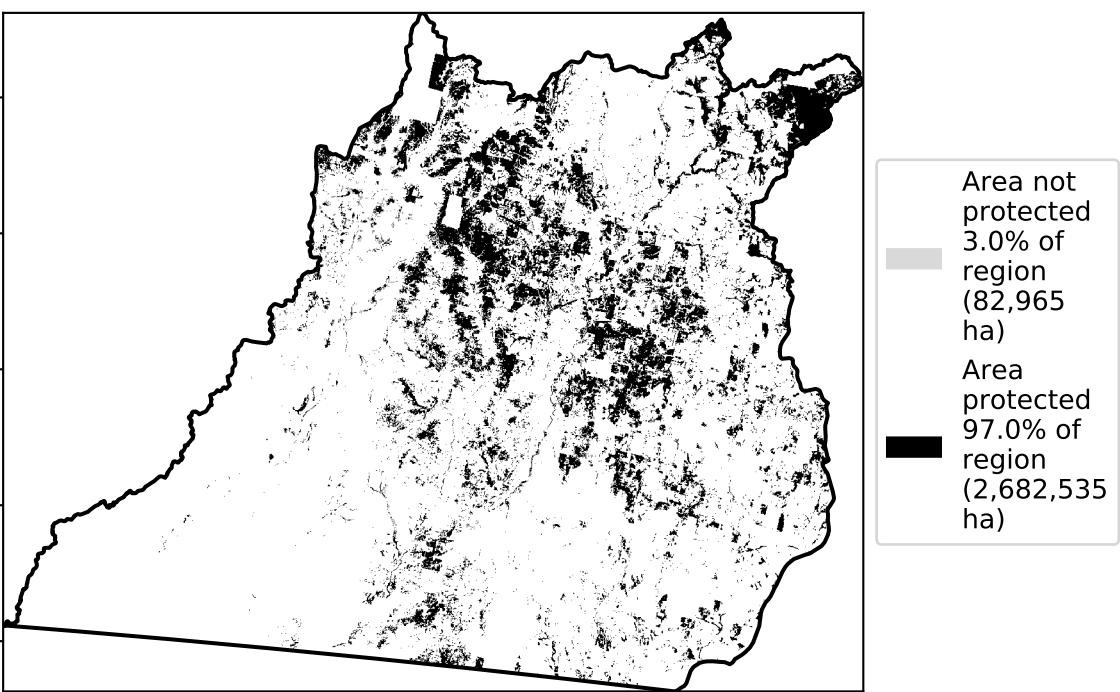 Area not
protected
3.0% of
region
(82,965
ha)
Area
protected
97.0% of
region
(2,682,535
ha)